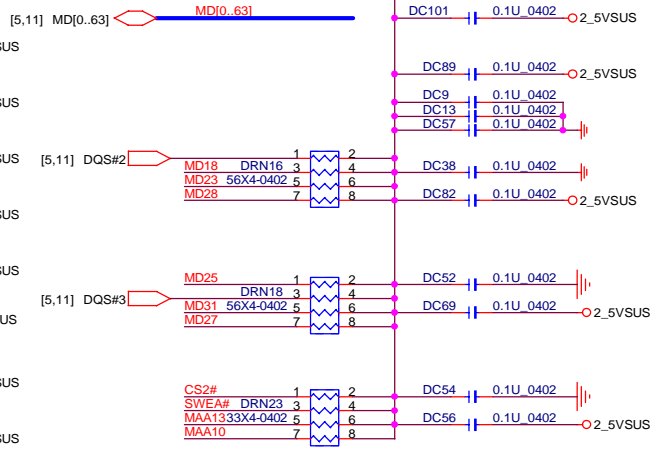 MD[0..63]
DC101 0.1U_0402
[5,11] MD[0..63] 2_5VSUS
SUS
DC89 0.1U_0402
2_5VSUS
DC9 0.1U_0402
SUS
DC13 0.1U_0402
DC57 0.1U_0402
SUS [5,11] DQS#2 1 2
MD18 DRN16 3 4 DC38 0.1U_0402
MD23 56X4-0402 5 6
MD28 7 8 DC82 0.1U_0402
2_5VSUS
SUS
SUS
MD25 1 2 DC52 0.1U_0402
[5,11] DQS#3 DRN18 3 4
MD31 56X4-0402 5 6 DC69 0.1U_0402
2_5VSUS
US MD27 7 8
SUS
CS2# 1 2 DC54 0.1U_0402
SWEA# DRN23 3 4
MAA13 33X4-0402 5 6 DC56 0.1U_0402
2_5VSUS
SUS MAA10 7 8